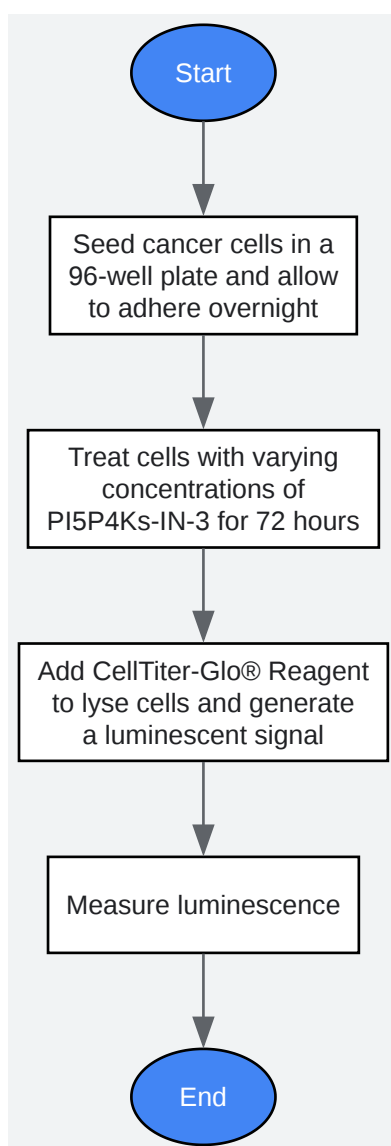 Start
Seed cancer cells in a
96-well plate and allow
to adhere overnight
Treat cells with varying
concentrations of
PI5P4Ks-IN-3 for 72 hours
Add CellTiter-Glo® Reagent
to lyse cells and generate
a luminescent signal
Measure luminescence
End